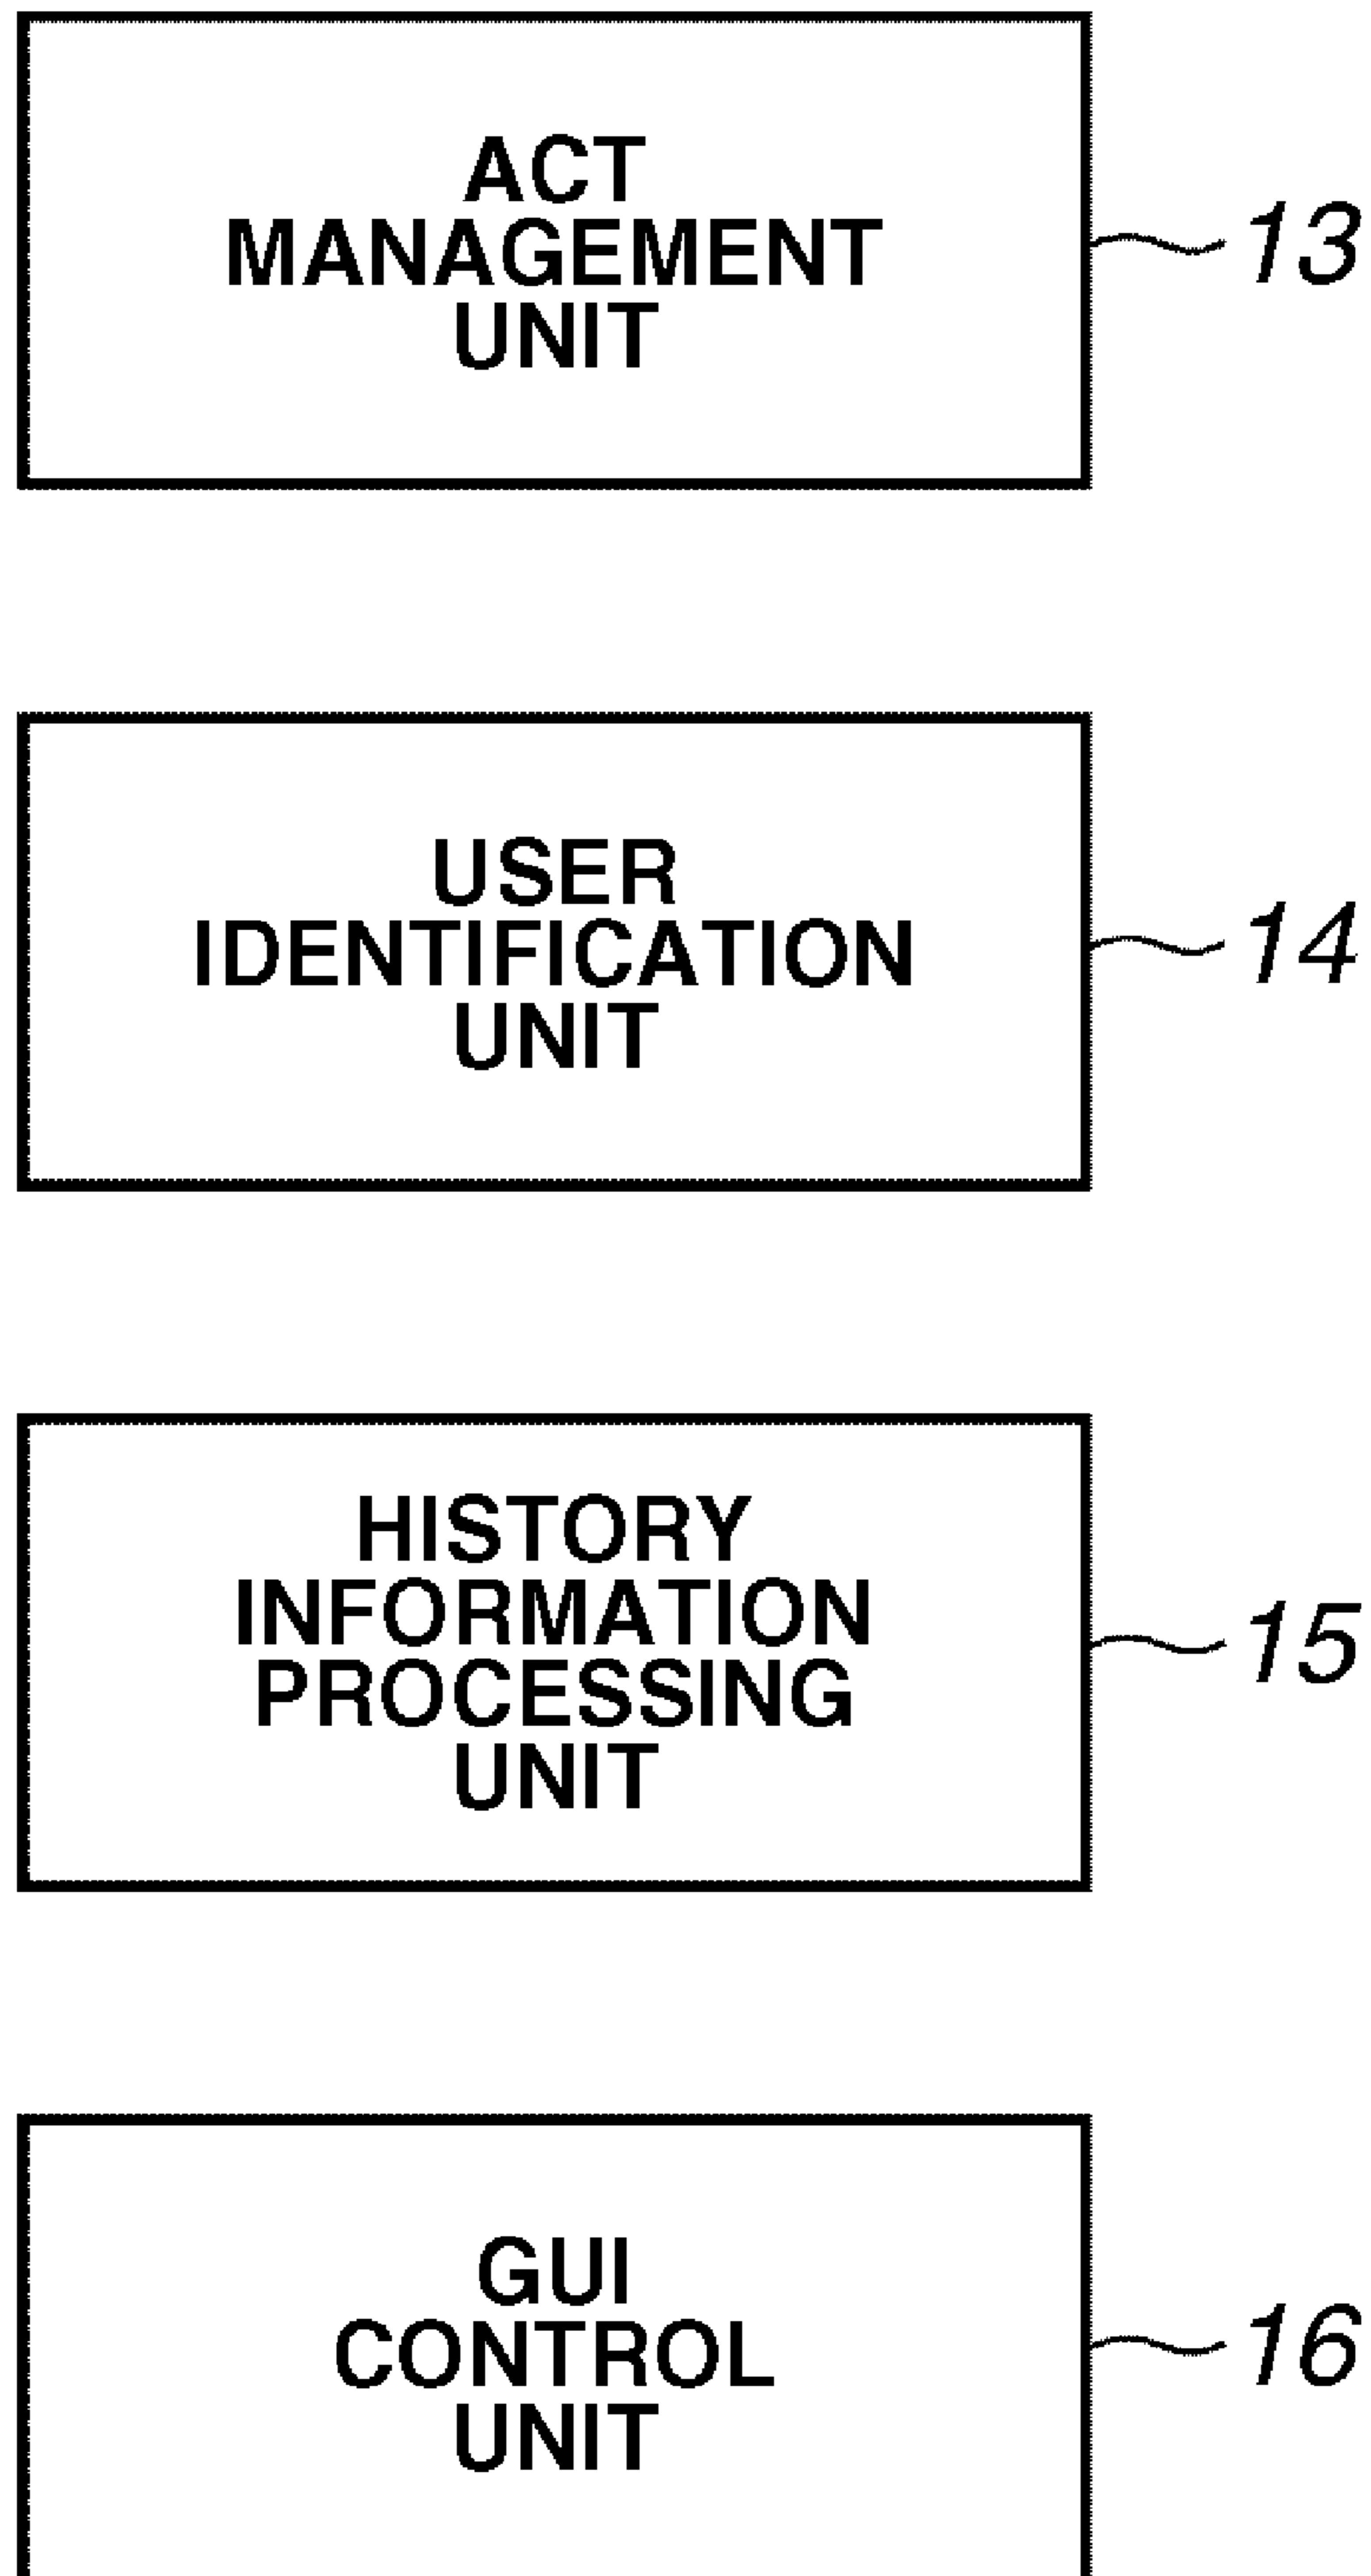 ACT
MANAGEMENT
UNIT
13
USER
IDENTIFICATION
UNIT
14
HISTORY
INFORMATION
PROCESSING
UNIT
15
GUI
CONTROL
UNIT
16